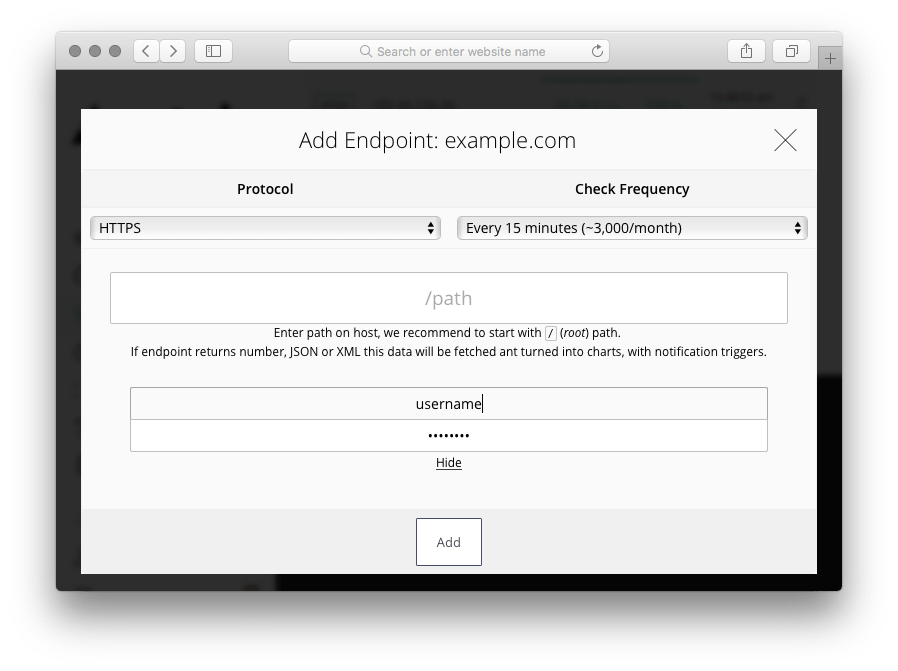 Search or enter website name
Add Endpoint: example.com
Protocol
Check Frequency
HTTPS
Every 15 minutes (~3,000/month)
/path
Enter path on host, we recommend to start with / (root) path.
If endpoint returns number, JSON or XML this data will be fetched ant turned into charts, with notification triggers.
username
••••••••
Hide
Add